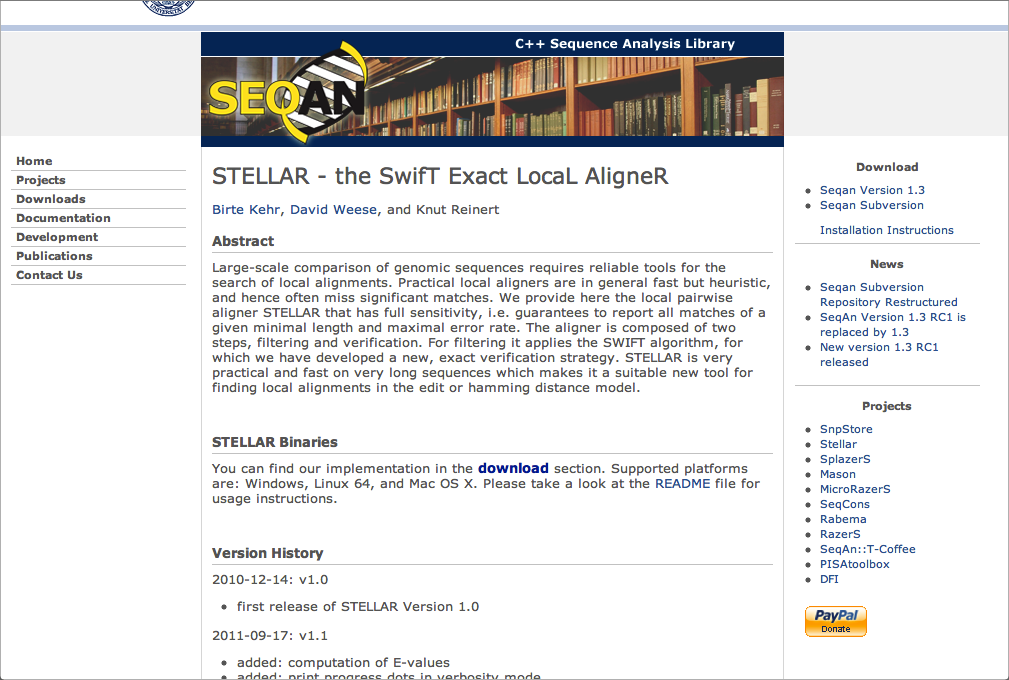 C++ Sequence Analysis Library
SEQAN
Home
Projects
Downloads
Documentation
Development
Publications
Contact Us
STELLAR - the SwifT Exact LocaL AligneR
Birte Kehr, David Weese, and Knut Reinert
Abstract
Large-scale comparison of genomic sequences requires reliable tools for the
search of local alignments. Practical local aligners are in general fast but heuristic,
and hence often miss significant matches. We provide here the local pairwise
aligner STELLAR that has full sensitivity, i.e. guarantees to report all matches of a
given minimal length and maximal error rate. The aligner is composed of two
steps, filtering and verification. For filtering it applies the SWIFT algorithm, for
which we have developed a new, exact verification strategy. STELLAR is very
practical and fast on very long sequences which makes it a suitable new tool for
finding local alignments in the edit or hamming distance model.
STELLAR Binaries
You can find our implementation in the download section. Supported platforms
are: Windows, Linux 64, and Mac OS X. Please take a look at the README file for
usage instructions.
Version History
2010-12-14: v1.0
first release of STELLAR Version 1.0
2011-09-17: v1.1
added: computation of E-values
added: print progress dots in verbosity mode
Download
Seqan Version 1.3
Seqan Subversion
Installation Instructions
News
Seqan Subversion
Repository Restructured
SeqAn Version 1.3 RC1 is
replaced by 1.3
New version 1.3 RC1
released
Projects
SnpStore
Stellar
SplazerS
Mason
MicroRazerS
SeqCons
Rabema
RazerS
SeqAn::T-Coffee
PISAtoolbox
DFI
PayPal
Donate